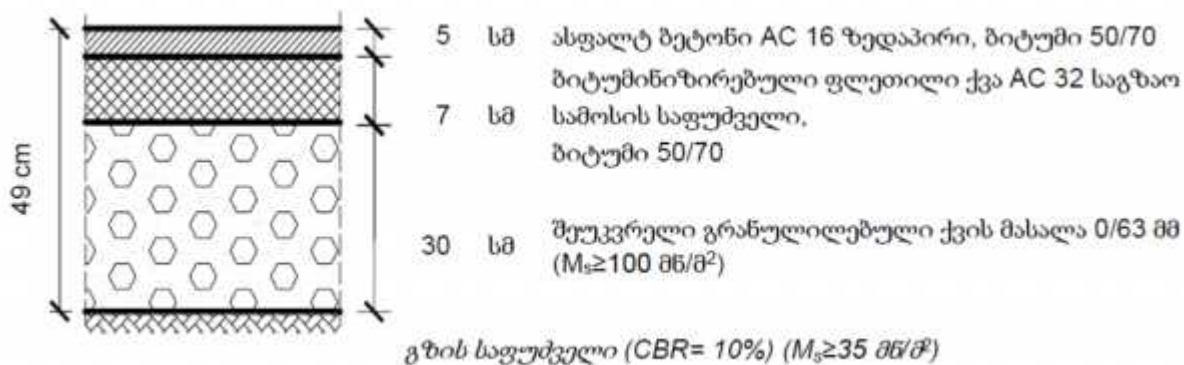 49 cm
5 სმ ასფალტ ბეტონი AC 16 ზედაპირი, ბიტუმი 50/70
ბიტუმინიზირებული ფლეთილი ქვა AC 32 საგზაო
7 სმ სამოსის საფუძველი,
ბიტუმი 50/70
30 სმ შეუკვრელი გრანულილებული ქვის მასალა 0/63 მმ
(Mₛ≥100 მნ/მ²)
გზის საფუძველი (CBR= 10%) (Mₛ≥35 მნ/მ²)